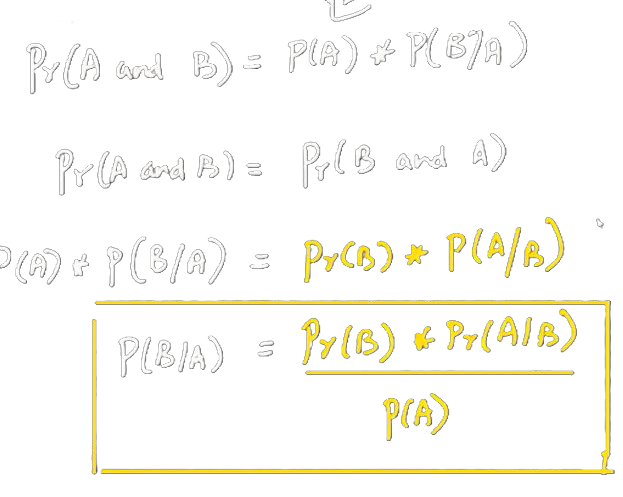 Pr(A and B) = P(A) * P(B/A)
Pr(A and B) = Pr(B and A)
P(A) * P(B/A) = Pr(B) * P(A/B)
P(B/A) = Pr(B) * Pr(A/B)
P(A)